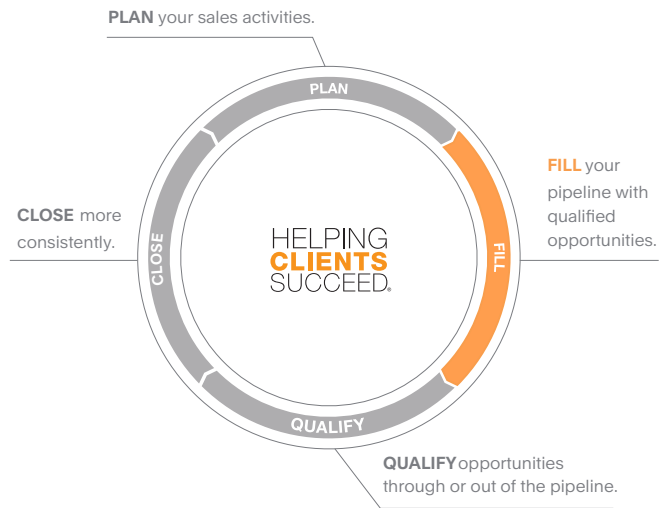 PLAN your sales activities.
PLAN
FILL your
pipeline with
qualified
opportunities.
FILL
CLOSE more
consistently.
CLOSE
HELPING
CLIENTS
SUCCEED®
QUALIFY
QUALIFY opportunities
through or out of the pipeline.